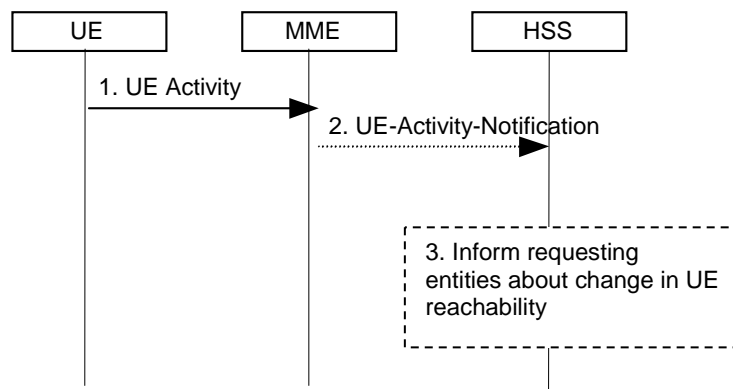 UE
MME
HSS
1. UE Activity
2. UE-Activity-Notification
3. Inform requesting
entities about change in UE
reachability